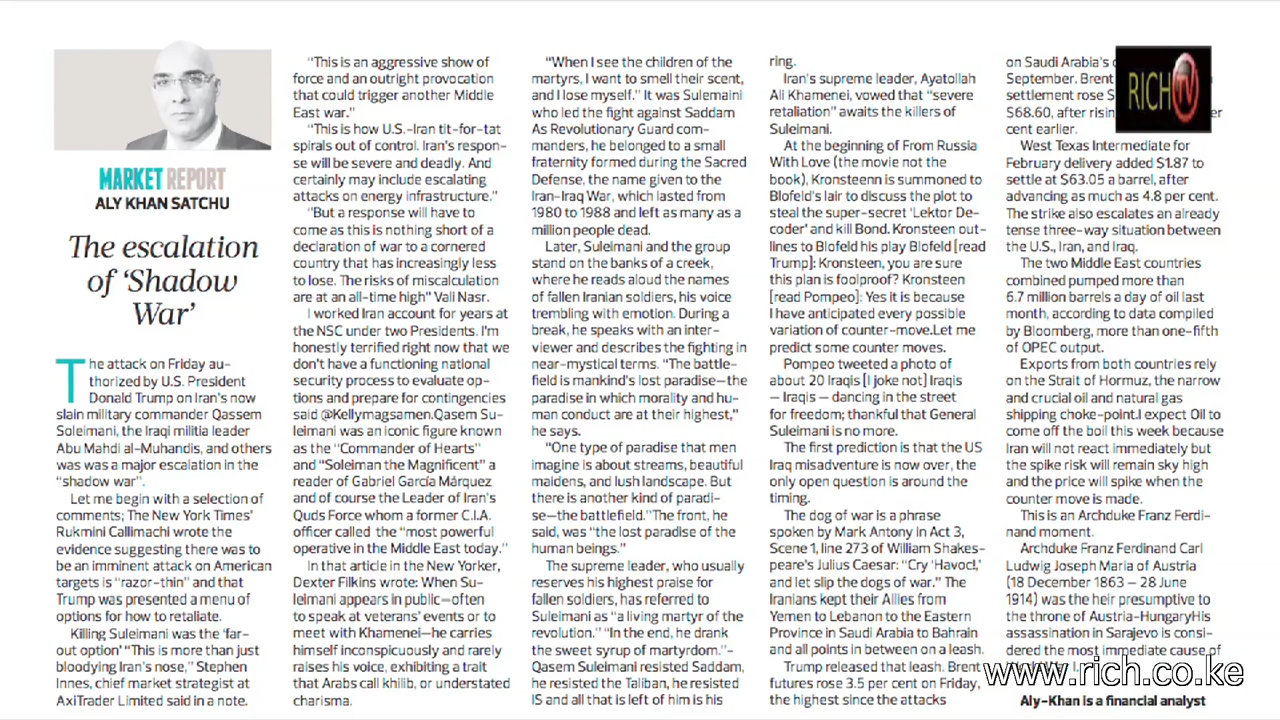 MARKET REPORT
ALY KHAN SATCHU
The escalation
of ‘Shadow
War’
The attack on Friday au-
thorized by U.S. President
Donald Trump on Iran’s now
slain military commander Qassem
Soleimani, the Iraqi militia leader
Abu Mahdi al-Muhandis, and others
was was a major escalation in the
“shadow war”.
Let me begin with a selection of
comments; The New York Times’
Rukmini Callimachi wrote the
evidence suggesting there was to
be an imminent attack on American
targets is “razor-thin” and that
Trump was presented a menu of
options for how to retaliate.
Killing Suleimani was the ‘far-
out option’ “This is more than just
bloodying Iran’s nose,” Stephen
Innes, chief market strategist at
AxiTrader Limited said in a note.
“This is an aggressive show of
force and an outright provocation
that could trigger another Middle
East war.”
“This is how U.S.-Iran tit-for-tat
spirals out of control. Iran’s respon-
se will be severe and deadly. And
certainly may include escalating
attacks on energy infrastructure.”
“But a response will have to
come as this is nothing short of a
declaration of war to a cornered
country that has increasingly less
to lose. The risks of miscalculation
are at an all-time high” Vali Nasr.
I worked Iran account for years at
the NSC under two Presidents. I’m
honestly terrified right now that we
don’t have a functioning national
security process to evaluate op-
tions and prepare for contingencies
said @Kellymagsamen.Qasem Su-
leimani was an iconic figure known
as the “Commander of Hearts”
and “Soleiman the Magnificent” a
reader of Gabriel García Márquez
and of course the Leader of Iran’s
Quds Force whom a former C.I.A.
officer called the “most powerful
operative in the Middle East today.”
In that article in the New Yorker,
Dexter Filkins wrote: When Su-
leimani appears in public—often
to speak at veterans’ events or to
meet with Khamenei—he carries
himself inconspicuously and rarely
raises his voice, exhibiting a trait
that Arabs call khilib, or understated
charisma.
“When I see the children of the
martyrs, I want to smell their scent,
and I lose myself.” It was Sulemaini
who led the fight against Saddam
As Revolutionary Guard com-
manders, he belonged to a small
fraternity formed during the Sacred
Defense, the name given to the
Iran-Iraq War, which lasted from
1980 to 1988 and left as many as a
million people dead.
Later, Suleimani and the group
stand on the banks of a creek,
where he reads aloud the names
of fallen Iranian soldiers, his voice
trembling with emotion. During a
break, he speaks with an inter-
viewer and describes the fighting in
near-mystical terms. “The battle-
field is mankind’s lost paradise—the
paradise in which morality and hu-
man conduct are at their highest,”
he says.
“One type of paradise that men
imagine is about streams, beautiful
maidens, and lush landscape. But
there is another kind of paradi-
se—the battlefield.”The front, he
said, was “the lost paradise of the
human beings.”
The supreme leader, who usually
reserves his highest praise for
fallen soldiers, has referred to
Suleimani as “a living martyr of the
revolution.” “In the end, he drank
the sweet syrup of martyrdom.”-
Qasem Suleimani resisted Saddam,
he resisted the Taliban, he resisted
IS and all that is left of him is his
ring.
Iran’s supreme leader, Ayatollah
Ali Khamenei, vowed that “severe
retaliation” awaits the killers of
Suleimani.
At the beginning of From Russia
With Love (the movie not the
book), Kronsteenn is summoned to
Blofeld’s lair to discuss the plot to
steal the super-secret ‘Lektor De-
coder’ and kill Bond. Kronsteen out-
lines to Blofeld his play Blofeld [read
Trump]: Kronsteen, you are sure
this plan is foolproof? Kronsteen
[read Pompeo]: Yes it is because
I have anticipated every possible
variation of counter-move.Let me
predict some counter moves.
Pompeo tweeted a photo of
about 20 Iraqis [I joke not] Iraqis
— Iraqis — dancing in the street
for freedom; thankful that General
Suleimani is no more.
The first prediction is that the US
Iraq misadventure is now over, the
only open question is around the
timing.
The dog of war is a phrase
spoken by Mark Antony in Act 3,
Scene 1, line 273 of William Shakes-
peare’s Julius Caesar: “Cry ‘Havoc!,’
and let slip the dogs of war.” The
Iranians kept their Allies from
Yemen to Lebanon to the Eastern
Province in Saudi Arabia to Bahrain
and all points in between on a leash.
Trump released that leash. Brent
futures rose 3.5 per cent on Friday,
the highest since the attacks
on Saudi Arabia’s
September. Brent
settlement rose
$68.60, after
cent earlier.
West Texas Intermediate for
February delivery added $1.87 to
settle at $63.05 a barrel, after
advancing as much as 4.8 per cent.
The strike also escalates an already
tense three-way situation between
the U.S., Iran, and Iraq.
The two Middle East countries
combined pumped more than
6.7 million barrels a day of oil last
month, according to data compiled
by Bloomberg, more than one-fifth
of OPEC output.
Exports from both countries rely
on the Strait of Hormuz, the narrow
and crucial oil and natural gas
shipping choke-point.I expect Oil to
come off the boil this week because
Iran will not react immediately but
the spike risk will remain sky high
and the price will spike when the
counter move is made.
This is an Archduke Franz Ferdi-
nand moment.
Archduke Franz Ferdinand Carl
Ludwig Joseph Maria of Austria
(18 December 1863 — 28 June
1914) was the heir presumptive to
the throne of Austria-HungaryHis
assassination in Sarajevo is consi-
dered the most immediate cause of
Aly-Khan is a financial analyst
RICH TV
www.rich.co.ke